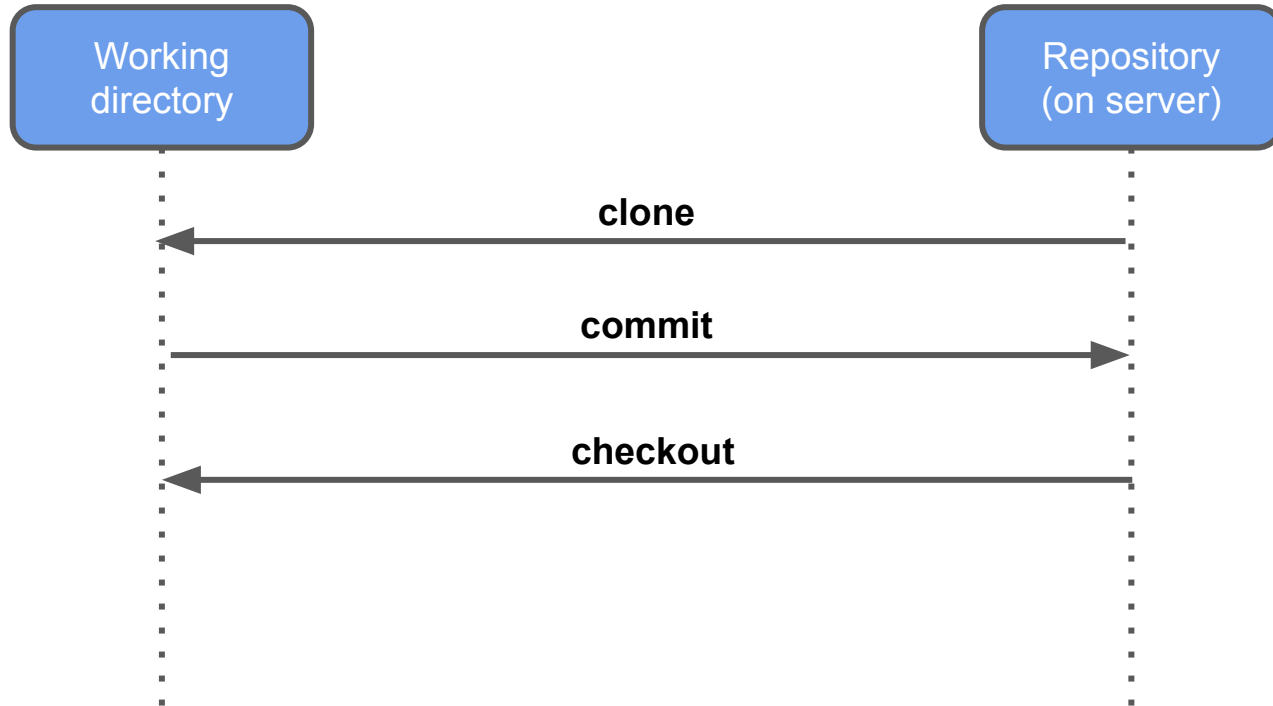 Working
directory
Repository
(on server)
clone
commit
checkout